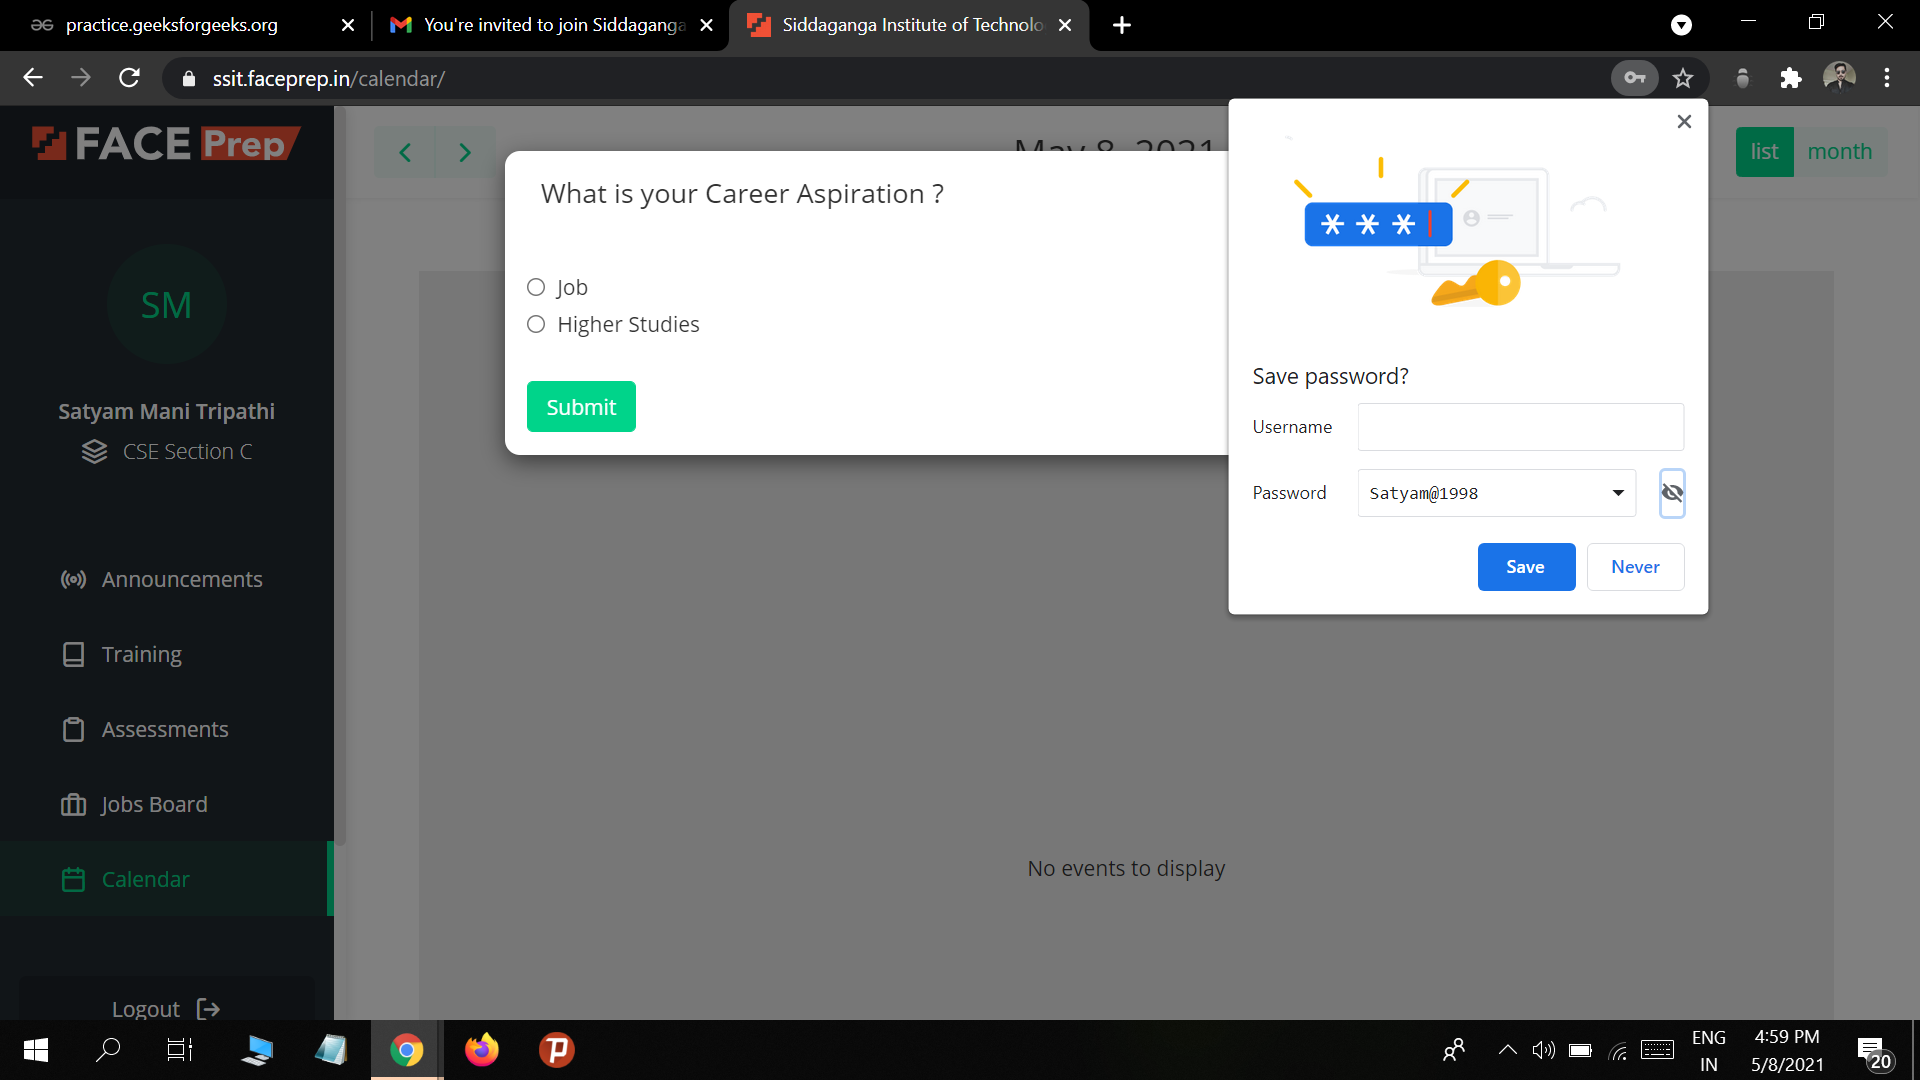 practice.geeksforgeeks.org
You're invited to join Siddaganga
Siddaganga Institute of Technolo
ssit.faceprep.in/calendar/
FACE Prep
May 8, 2021
list
month
What is your Career Aspiration ?
Job
Higher Studies
Submit
* * *
Save password?
Username
Password
Satyam@1998
Save
Never
SM
Satyam Mani Tripathi
CSE Section C
Announcements
Training
Assessments
Jobs Board
Calendar
Logout
No events to display
ENG
IN
4:59 PM
5/8/2021
20